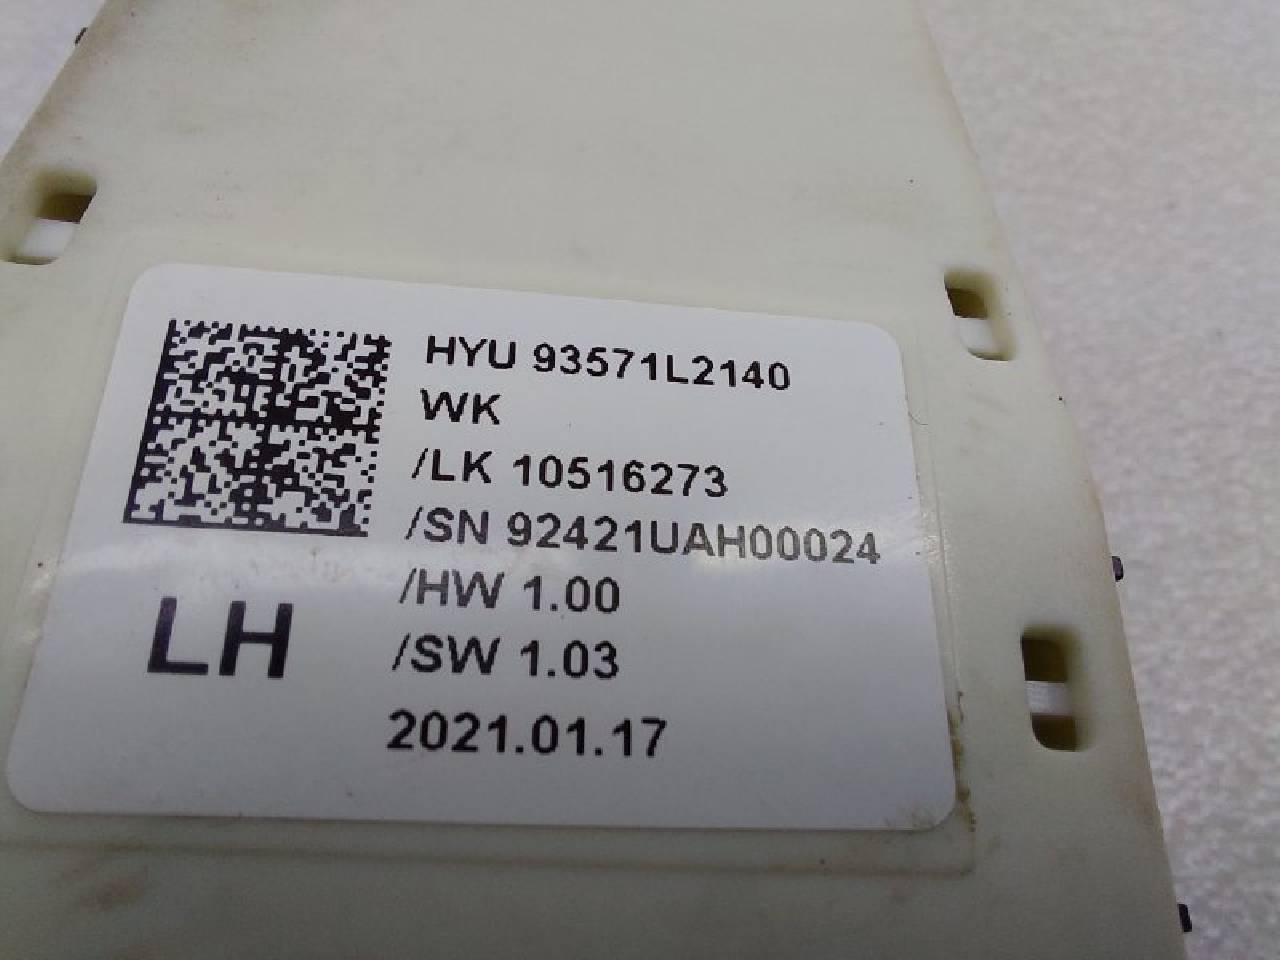 HYU 93571L2140
WK
/LK 10516273
/SN 92421UAH00024
/HW 1.00
/SW 1.03
2021.01.17
LH